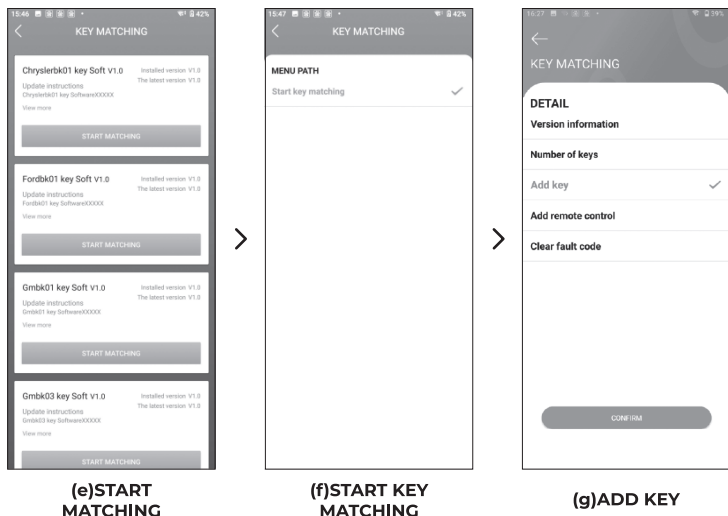 15:46 42%
KEY MATCHING
Chryslerbk01 key Soft V1.0 Installed version V1.0
The latest version V1.0
Update instructions
Chryslerbk01 key SoftwareXXXXX
View more
START MATCHING
Fordbk01 key Soft V1.0 Installed version V1.0
The latest version V1.0
Update instructions
Fordbk01 key SoftwareXXXXX
View more
START MATCHING
Gmbk01 key Soft V1.0 Installed version V1.0
The latest version V1.0
Update instructions
Gmbk01 key SoftwareXXXXX
View more
START MATCHING
Gmbk03 key Soft V1.0 Installed version V1.0
The latest version V1.0
Update instructions
Gmbk03 key SoftwareXXXXX
View more
START MATCHING
(e)START
MATCHING
15:47 42%
KEY MATCHING
MENU PATH
Start key matching
(f)START KEY
MATCHING
16:27 39%
KEY MATCHING
DETAIL
Version information
Number of keys
Add key
Add remote control
Clear fault code
CONFIRM
(g)ADD KEY